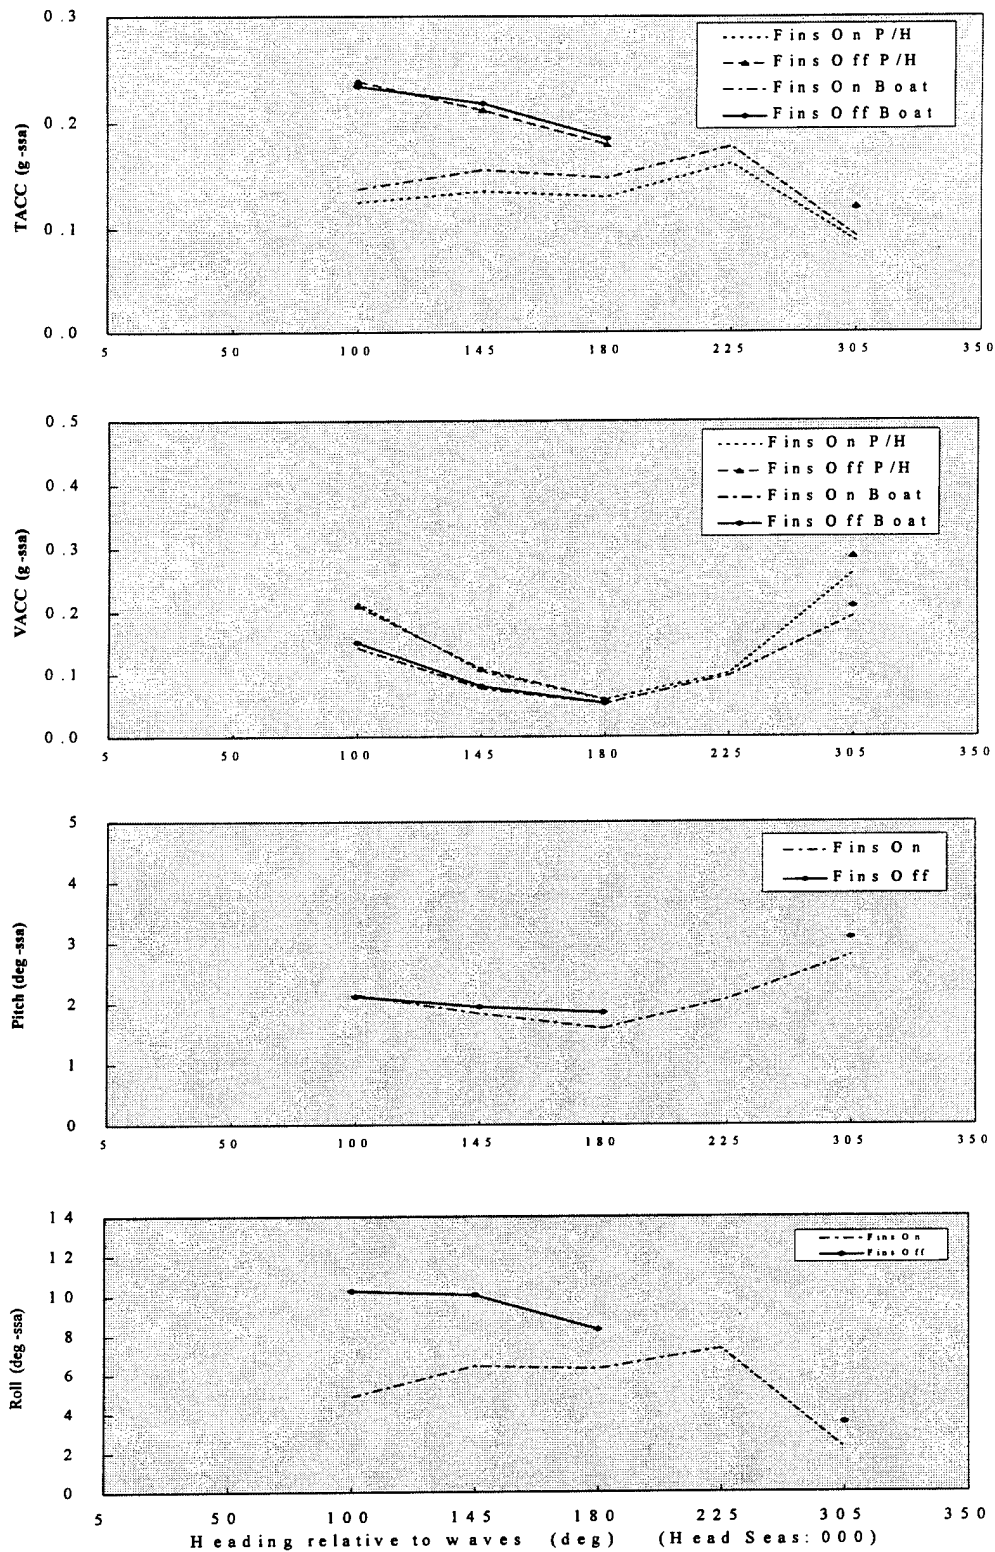 0.3
0.2
0.1
0.0
TACC (g-ssa)
Fins On P/H
Fins Off P/H
Fins On Boat
Fins Off Boat
5 50 100 145 180 225 305 350
0.5
0.4
0.3
0.2
0.1
0.0
VACC (g-ssa)
Fins On P/H
Fins Off P/H
Fins On Boat
Fins Off Boat
5 50 100 145 180 225 305 350
5
4
3
2
1
0
Pitch (deg-ssa)
Fins On
Fins Off
5 50 100 145 180 225 305 350
14
12
10
8
6
4
2
0
Roll (deg-ssa)
Fins On
Fins Off
5 50 100 145 180 225 305 350
Heading relative to waves (deg) (Head Seas: 000)